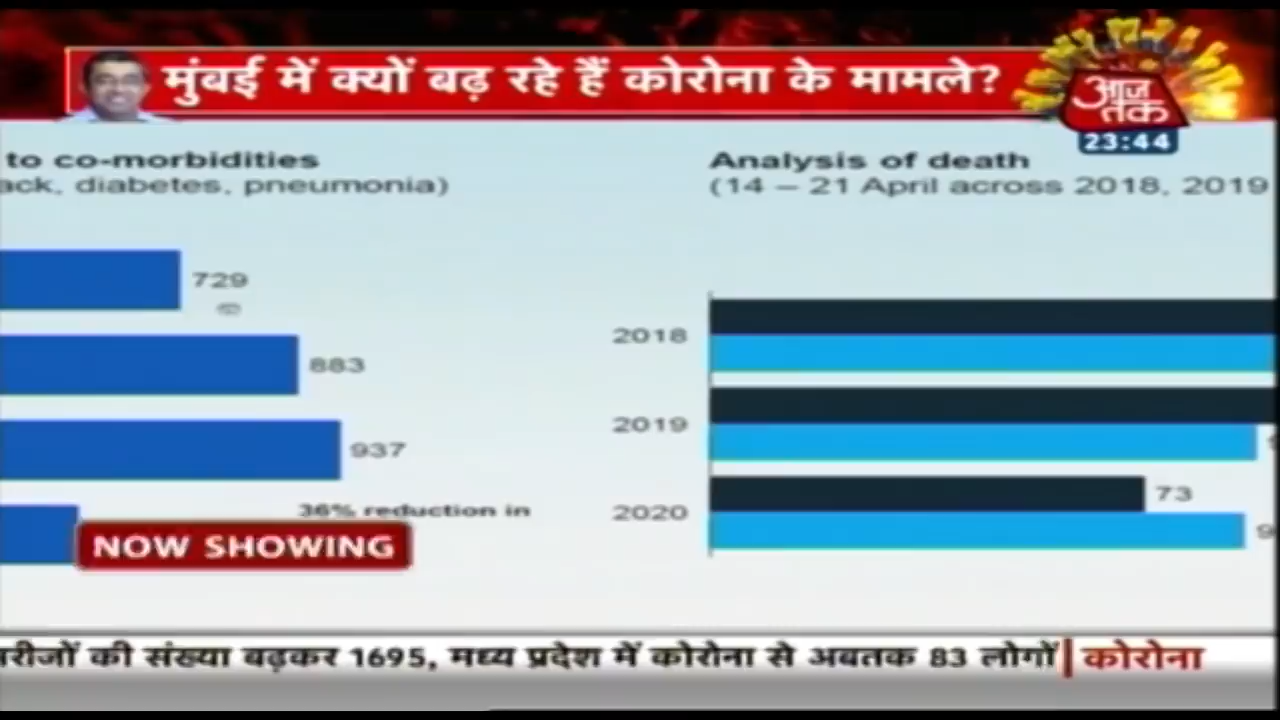 मुंबई में क्यों बढ़ रहे हैं कोरोना के मामले?
आज तक
23:44
to co-morbidities
ack, diabetes, pneumonia)
729
883
937
36% reduction in
Analysis of death
(14 – 21 April across 2018, 2019
2018
2019
2020
73
9
NOW SHOWING
मरीजों की संख्या बढ़कर 1695, मध्य प्रदेश में कोरोना से अबतक 83 लोगों
कोरोना